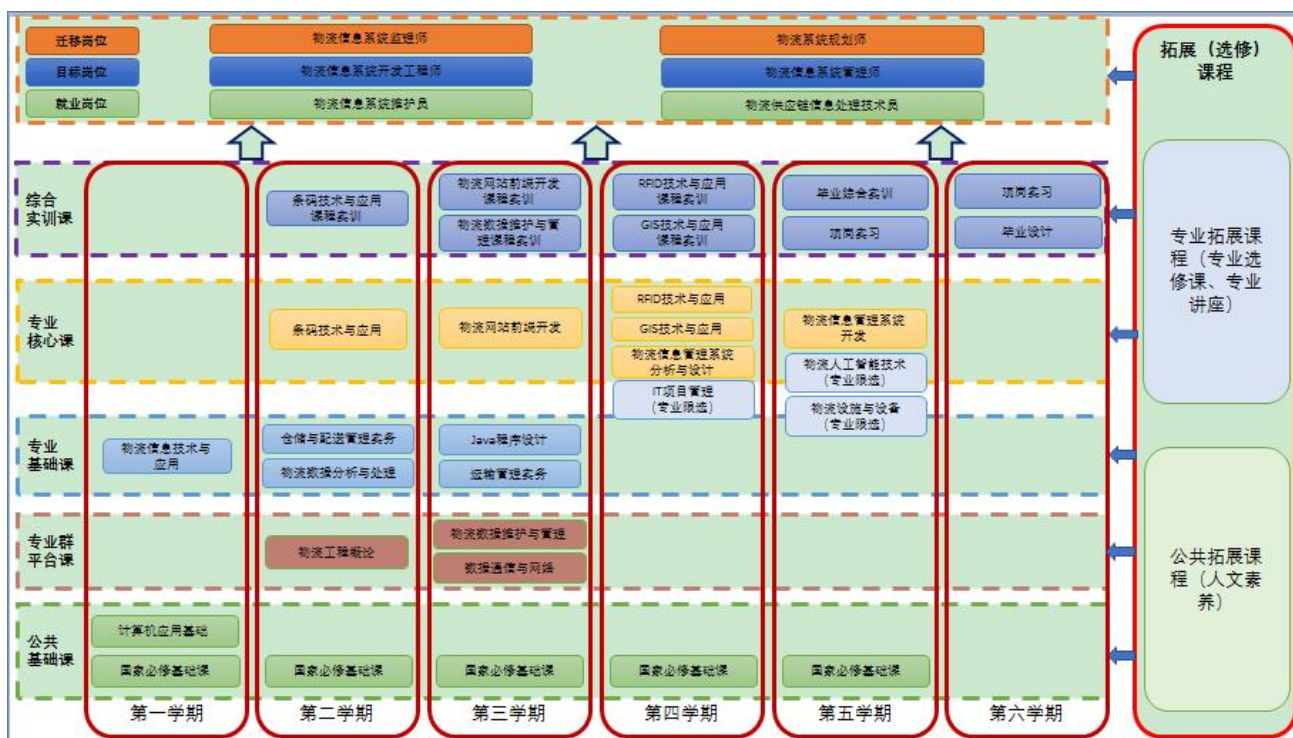 迁移岗位
物流信息系统监理师
物流系统规划师
目标岗位
物流信息系统开发工程师
物流信息系统管理师
就业岗位
物流信息系统维护员
物流供应链信息处理技术员
拓展（选修）
课程
综合
实训课
条码技术与应用
课程实训
物流网站前端开发
课程实训
物流数据维护与管
理课程实训
RFID技术与应用
课程实训
GIS技术与应用
课程实训
毕业综合实训
顶岗实习
顶岗实习
毕业设计
专业拓展课
程（专业选
修课、专业
讲座）
专业
核心课
条码技术与应用
物流网站前端开发
RFID技术与应用
GIS技术与应用
物流信息管理系统
分析与设计
IT项目管理
(专业限选)
物流信息管理系统
开发
物流人工智能技术
(专业限选)
物流设施与设备
(专业限选)
专业
基础课
物流信息技术与
应用
仓储与配送管理实务
物流数据分析与处理
Java程序设计
运输管理实务
专业群
平台课
物流工程概论
物流数据维护与管理
数据通信与网络
公共拓展课
程（人文素
养）
公共
基础课
计算机应用基础
国家必修基础课
国家必修基础课
国家必修基础课
国家必修基础课
国家必修基础课
第一学期
第二学期
第三学期
第四学期
第五学期
第六学期